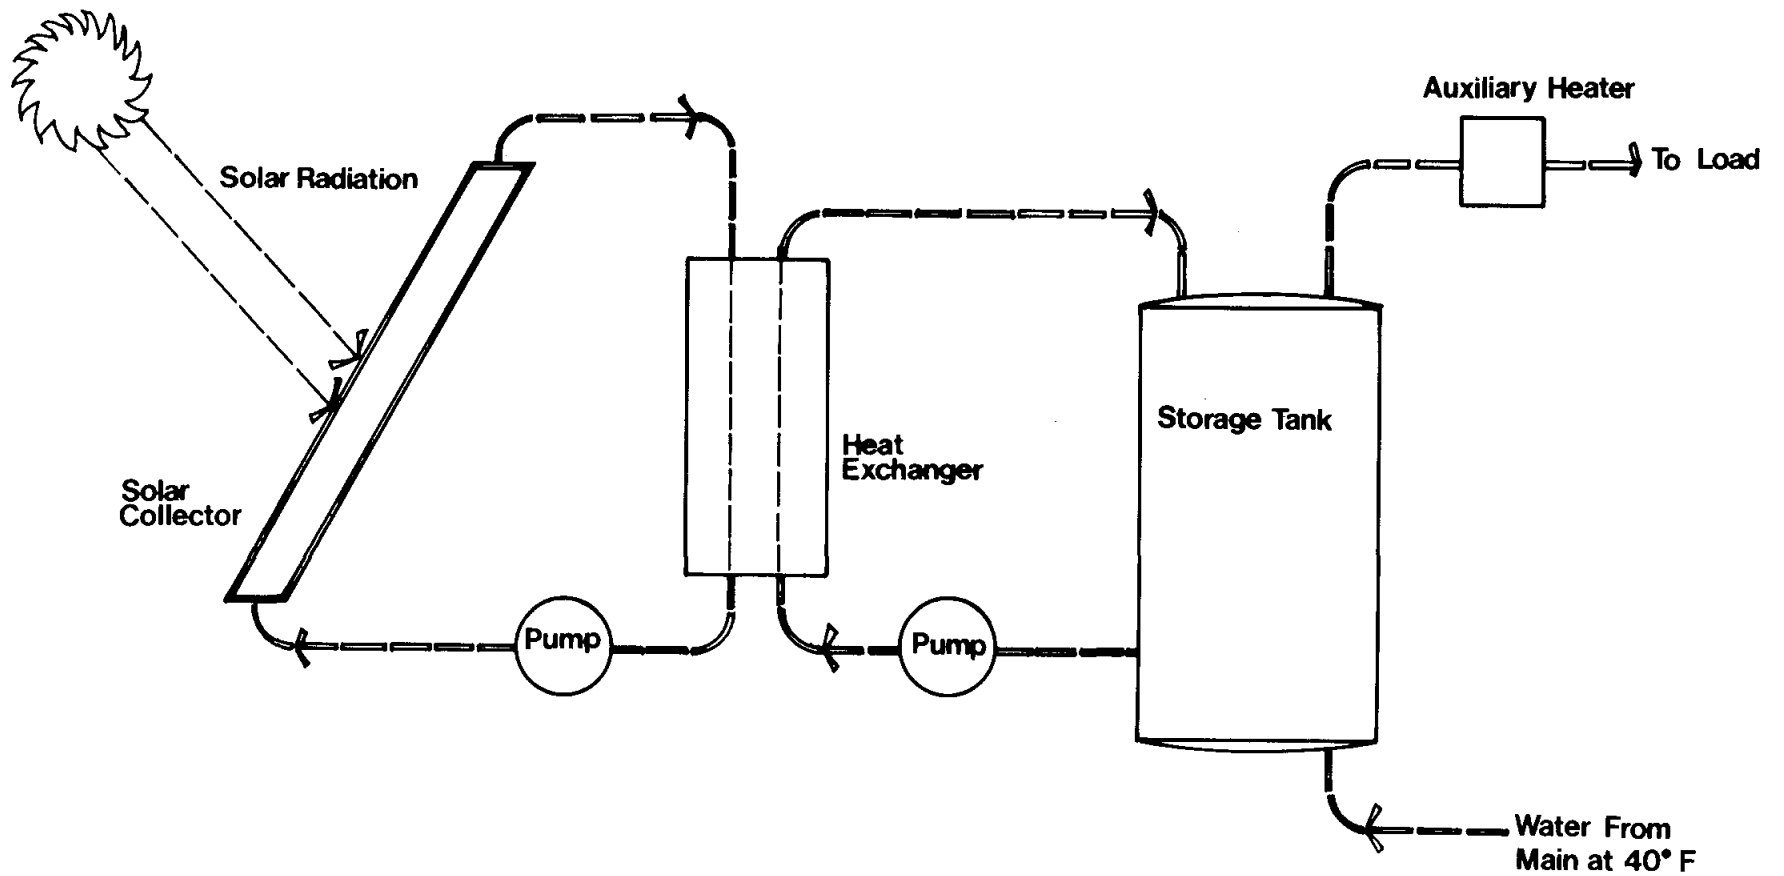 Auxiliary Heater
To Load
Solar Radiation
Storage Tank
Heat
Exchanger
Solar
Collector
Pump
Pump
Water From
Main at 40° F